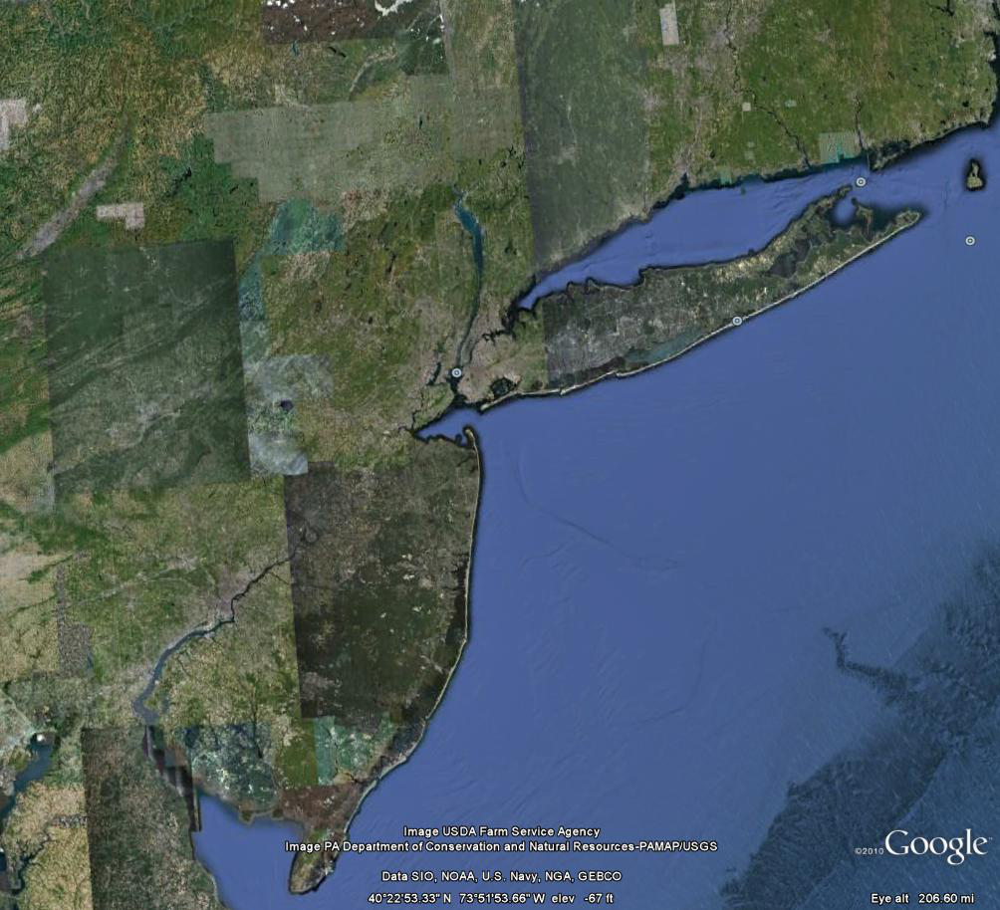 Image USDA Farm Service Agency
Image PA Department of Conservation and Natural Resources-PAMAP/USGS
©2010 Google™
Data SIO, NOAA, U.S. Navy, NGA, GEBCO
40°22'53.33" N 73°51'53.66" W elev -67 ft
Eye alt 206.60 mi